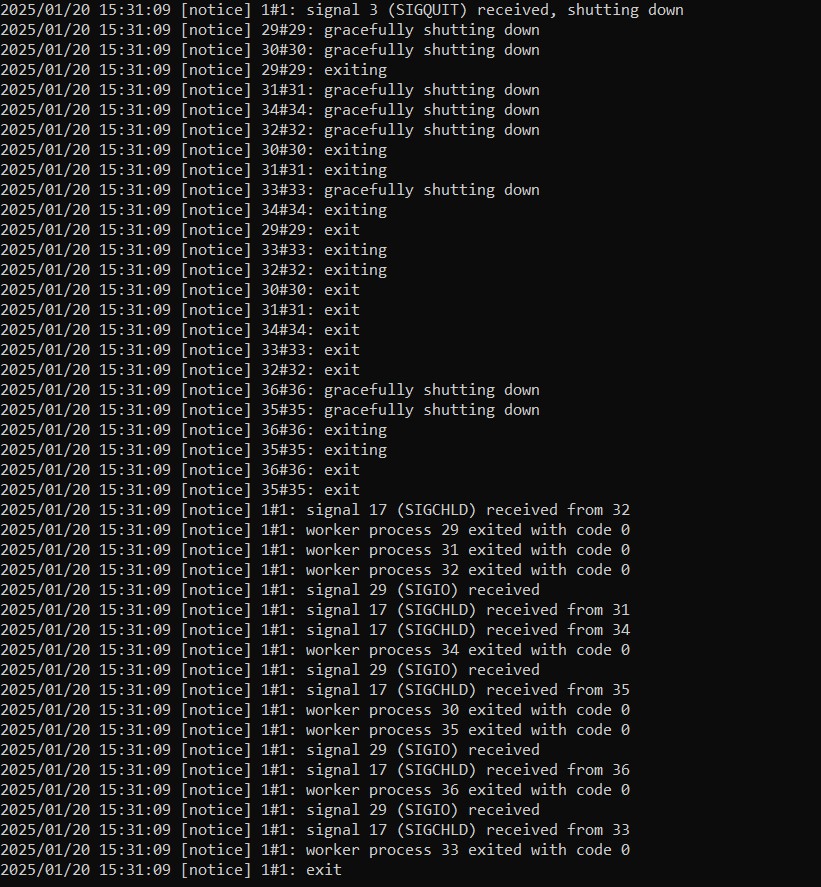 2025/01/20 15:31:09 [notice] 1#1: signal 3 (SIGQUIT) received, shutting down
2025/01/20 15:31:09 [notice] 29#29: gracefully shutting down
2025/01/20 15:31:09 [notice] 30#30: gracefully shutting down
2025/01/20 15:31:09 [notice] 29#29: exiting
2025/01/20 15:31:09 [notice] 31#31: gracefully shutting down
2025/01/20 15:31:09 [notice] 34#34: gracefully shutting down
2025/01/20 15:31:09 [notice] 32#32: gracefully shutting down
2025/01/20 15:31:09 [notice] 30#30: exiting
2025/01/20 15:31:09 [notice] 31#31: exiting
2025/01/20 15:31:09 [notice] 33#33: gracefully shutting down
2025/01/20 15:31:09 [notice] 34#34: exiting
2025/01/20 15:31:09 [notice] 29#29: exit
2025/01/20 15:31:09 [notice] 33#33: exiting
2025/01/20 15:31:09 [notice] 32#32: exiting
2025/01/20 15:31:09 [notice] 30#30: exit
2025/01/20 15:31:09 [notice] 31#31: exit
2025/01/20 15:31:09 [notice] 34#34: exit
2025/01/20 15:31:09 [notice] 33#33: exit
2025/01/20 15:31:09 [notice] 32#32: exit
2025/01/20 15:31:09 [notice] 36#36: gracefully shutting down
2025/01/20 15:31:09 [notice] 35#35: gracefully shutting down
2025/01/20 15:31:09 [notice] 36#36: exiting
2025/01/20 15:31:09 [notice] 35#35: exiting
2025/01/20 15:31:09 [notice] 36#36: exit
2025/01/20 15:31:09 [notice] 35#35: exit
2025/01/20 15:31:09 [notice] 1#1: signal 17 (SIGCHLD) received from 32
2025/01/20 15:31:09 [notice] 1#1: worker process 29 exited with code 0
2025/01/20 15:31:09 [notice] 1#1: worker process 31 exited with code 0
2025/01/20 15:31:09 [notice] 1#1: worker process 32 exited with code 0
2025/01/20 15:31:09 [notice] 1#1: signal 29 (SIGIO) received
2025/01/20 15:31:09 [notice] 1#1: signal 17 (SIGCHLD) received from 31
2025/01/20 15:31:09 [notice] 1#1: signal 17 (SIGCHLD) received from 34
2025/01/20 15:31:09 [notice] 1#1: worker process 34 exited with code 0
2025/01/20 15:31:09 [notice] 1#1: signal 29 (SIGIO) received
2025/01/20 15:31:09 [notice] 1#1: signal 17 (SIGCHLD) received from 35
2025/01/20 15:31:09 [notice] 1#1: worker process 30 exited with code 0
2025/01/20 15:31:09 [notice] 1#1: worker process 35 exited with code 0
2025/01/20 15:31:09 [notice] 1#1: signal 29 (SIGIO) received
2025/01/20 15:31:09 [notice] 1#1: signal 17 (SIGCHLD) received from 36
2025/01/20 15:31:09 [notice] 1#1: worker process 36 exited with code 0
2025/01/20 15:31:09 [notice] 1#1: signal 29 (SIGIO) received
2025/01/20 15:31:09 [notice] 1#1: signal 17 (SIGCHLD) received from 33
2025/01/20 15:31:09 [notice] 1#1: worker process 33 exited with code 0
2025/01/20 15:31:09 [notice] 1#1: exit